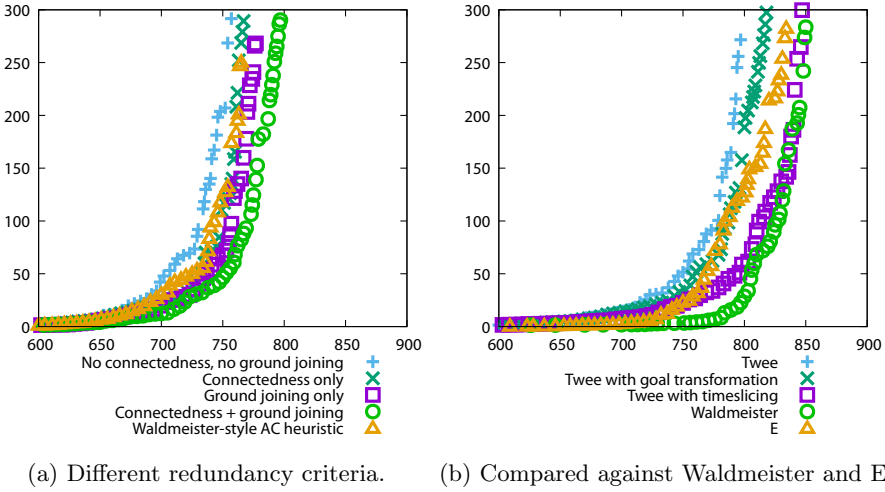 300
250
200
150
100
50
0
600 650 700 750 800 850 900
No connectedness, no ground joining
Connectedness only
Ground joining only
Connectedness + ground joining
Waldmeister-style AC heuristic
(a) Different redundancy criteria.
300
250
200
150
100
50
0
600 650 700 750 800 850 900
Twee
Twee with goal transformation
Twee with timeslicing
Waldmeister
E
(b) Compared against Waldmeister and E